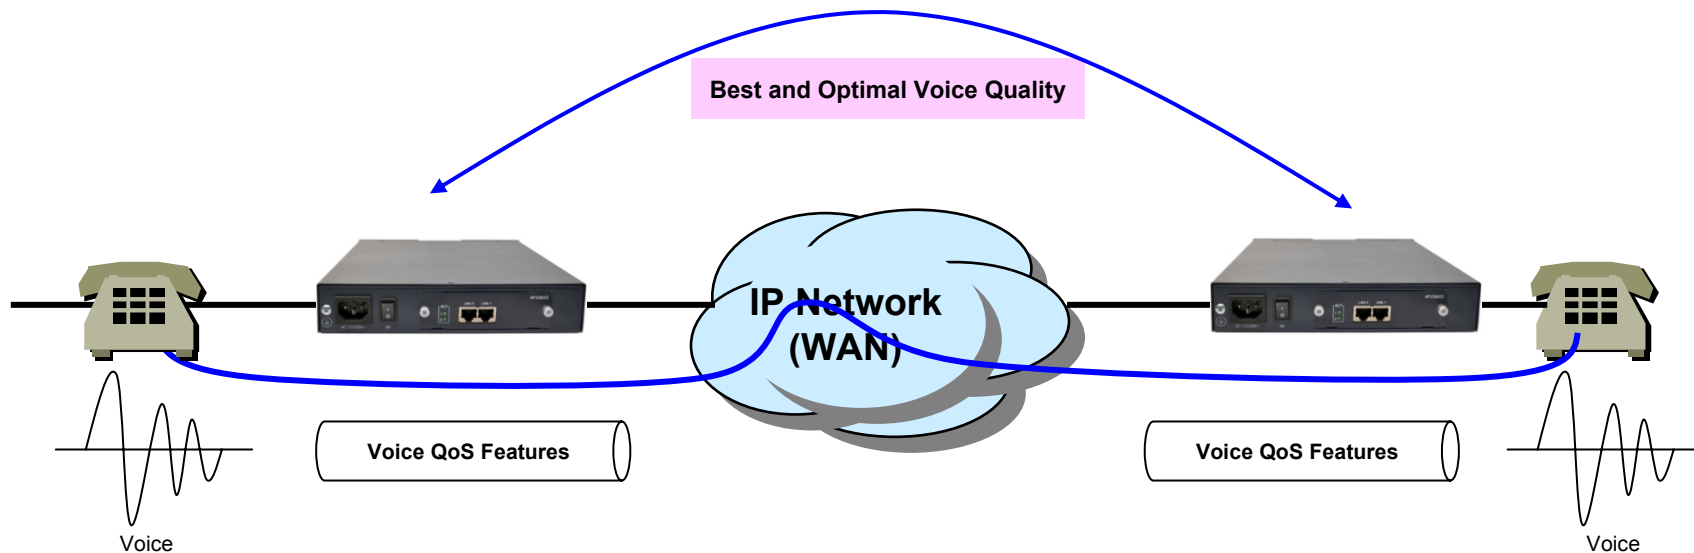 Best and Optimal Voice Quality
IP Network
(WAN)
Voice QoS Features
Voice QoS Features
Voice
Voice